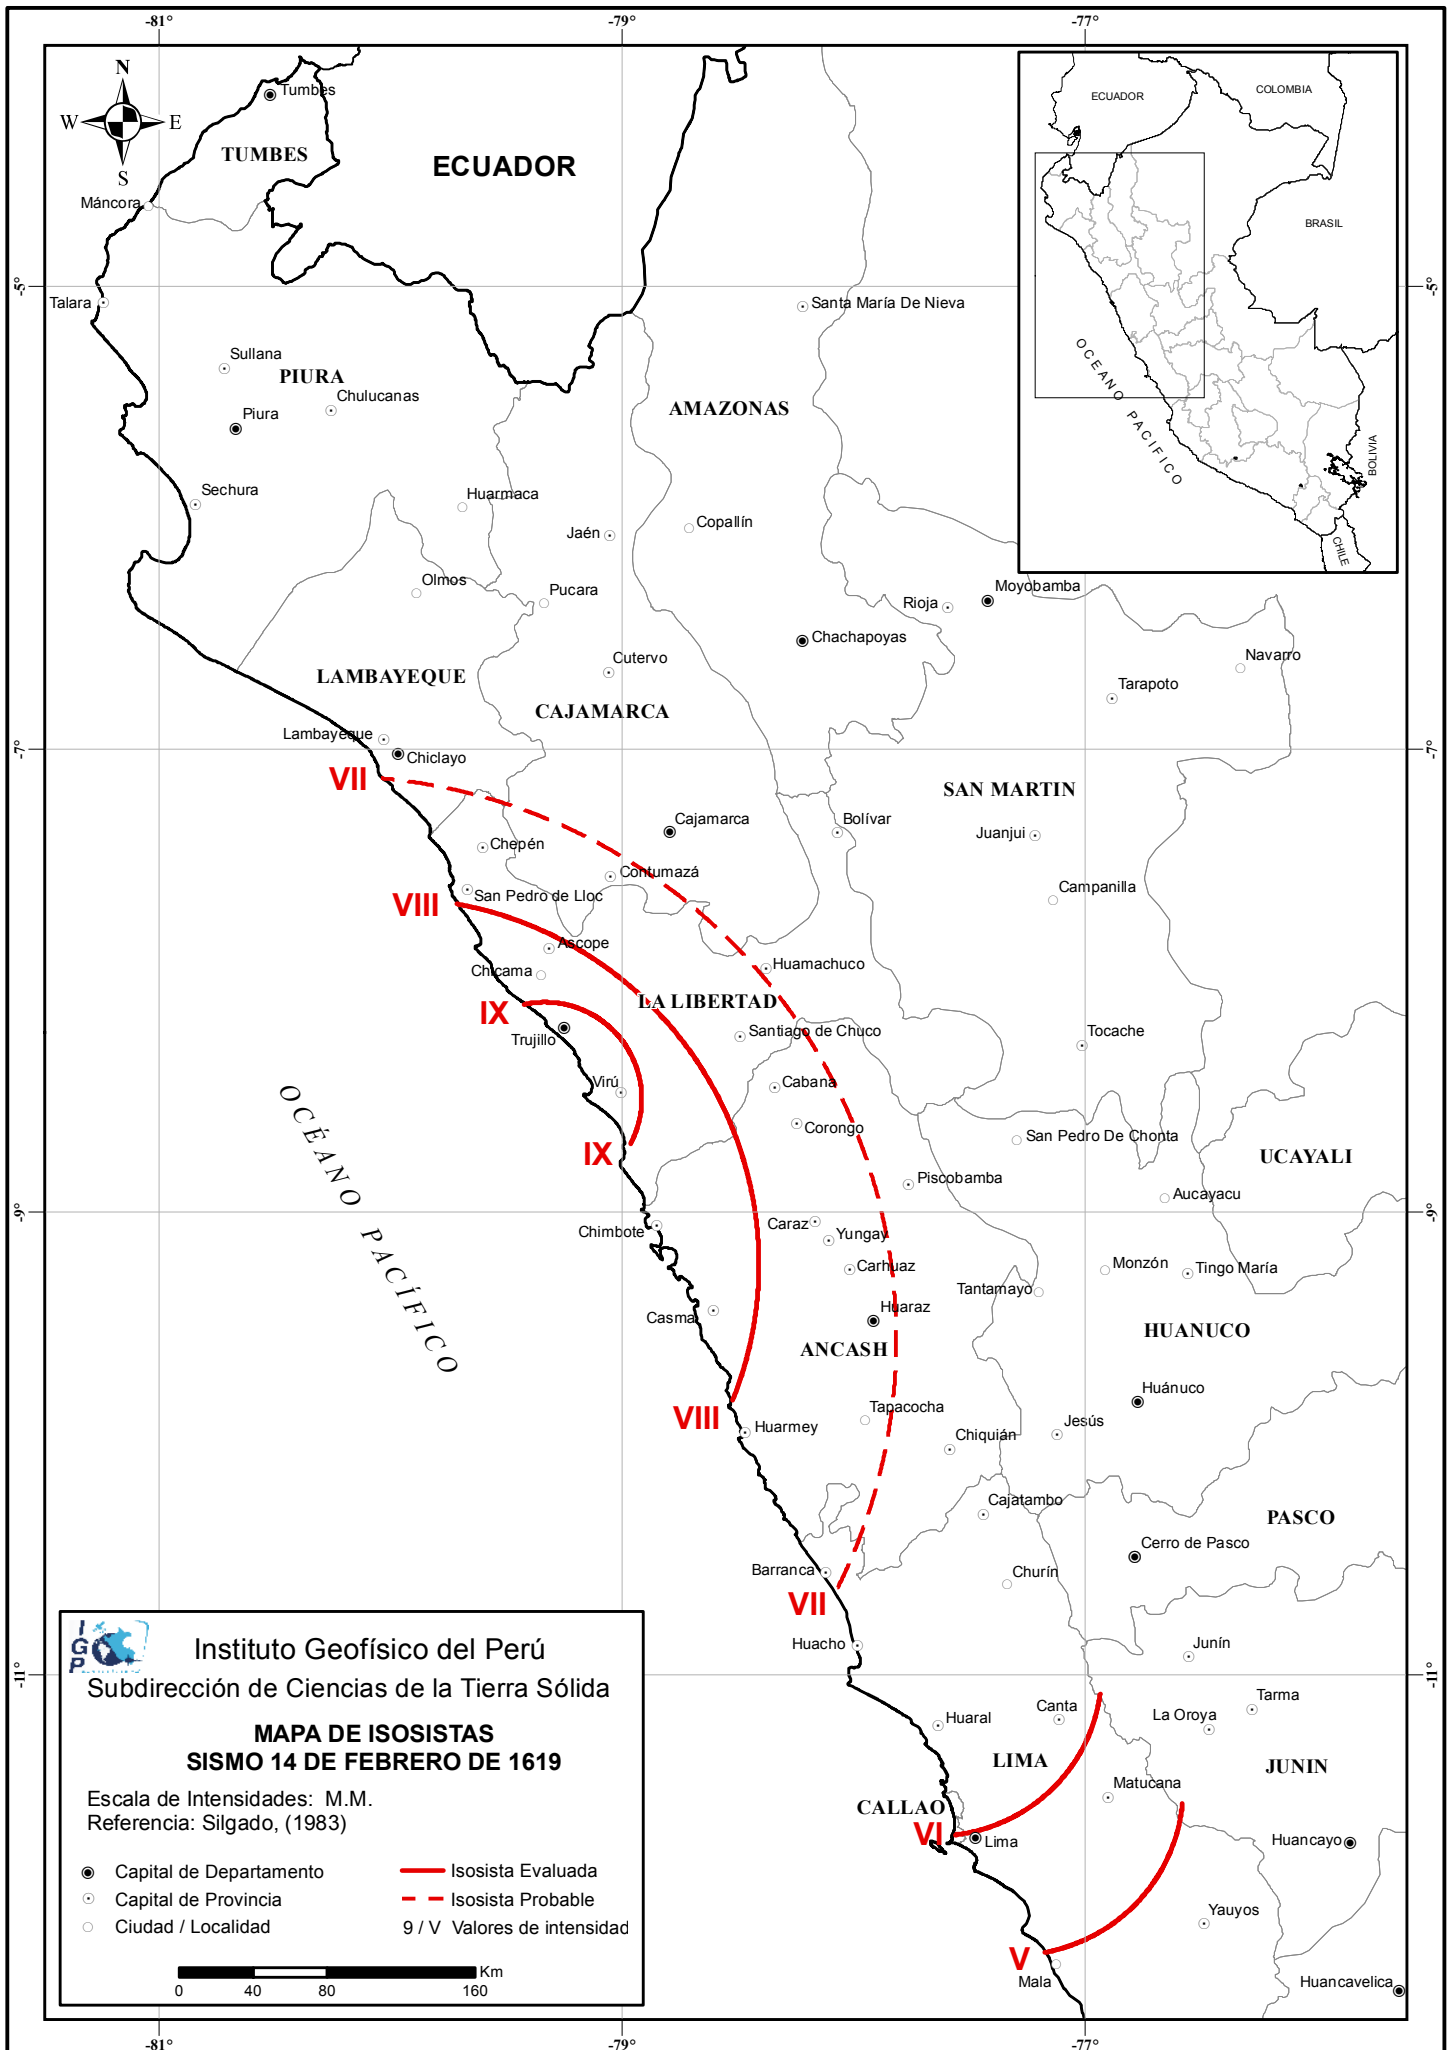 -81°
-79°
-77°
N
W
E
S
Tumbes
TUMBES
ECUADOR
Máncora
ECUADOR
COLOMBIA
BRASIL
OCEANO PACIFICO
BOLIVIA
CHILE
-5°
-5°
Talara
Santa María De Nieva
Sullana
PIURA
Chulucanas
Piura
AMAZONAS
Sechura
Huarmaca
Jaén
Copallín
Olmos
Pucara
Rioja
Moyobamba
Chachapoyas
Cutervo
Navarro
LAMBAYEQUE
Tarapoto
CAJAMARCA
Lambayeque
Chiclayo
-7°
-7°
VII
SAN MARTIN
Cajamarca
Bolívar
Juanjui
Chepén
Contumazá
San Pedro de Lloc
Campanilla
VIII
Ascope
Chicama
Huamachuco
LA LIBERTAD
IX
Trujillo
Santiago de Chuco
Tocache
Virú
Cabana
OCÉANO PACÍFICO
Corongo
San Pedro De Chonta
IX
UCAYALI
Piscobamba
Aucayacu
-9°
-9°
Chimbote
Caraz
Yungay
Carhuaz
Monzón
Tingo María
Tantamayo
Casma
Huaraz
HUANUCO
ANCASH
Huánuco
VIII
Huarmey
Tapacocha
Jesús
Chiquián
Cajatambo
PASCO
Cerro de Pasco
Barranca
Churín
VII
Huacho
Junín
-11°
-11°
Huaral
Canta
Tarma
La Oroya
LIMA
JUNIN
Matucana
CALLAO
VI
Lima
Huancayo
Yauyos
V
Mala
Huancavelica
IGP
Instituto Geofísico del Perú
Subdirección de Ciencias de la Tierra Sólida
MAPA DE ISOSISTAS
SISMO 14 DE FEBRERO DE 1619
Escala de Intensidades: M.M.
Referencia: Silgado, (1983)
Capital de Departamento
Isosista Evaluada
Capital de Provincia
Isosista Probable
Ciudad / Localidad
9 / V Valores de intensidad
Km
0 40 80 160
-81°
-79°
-77°